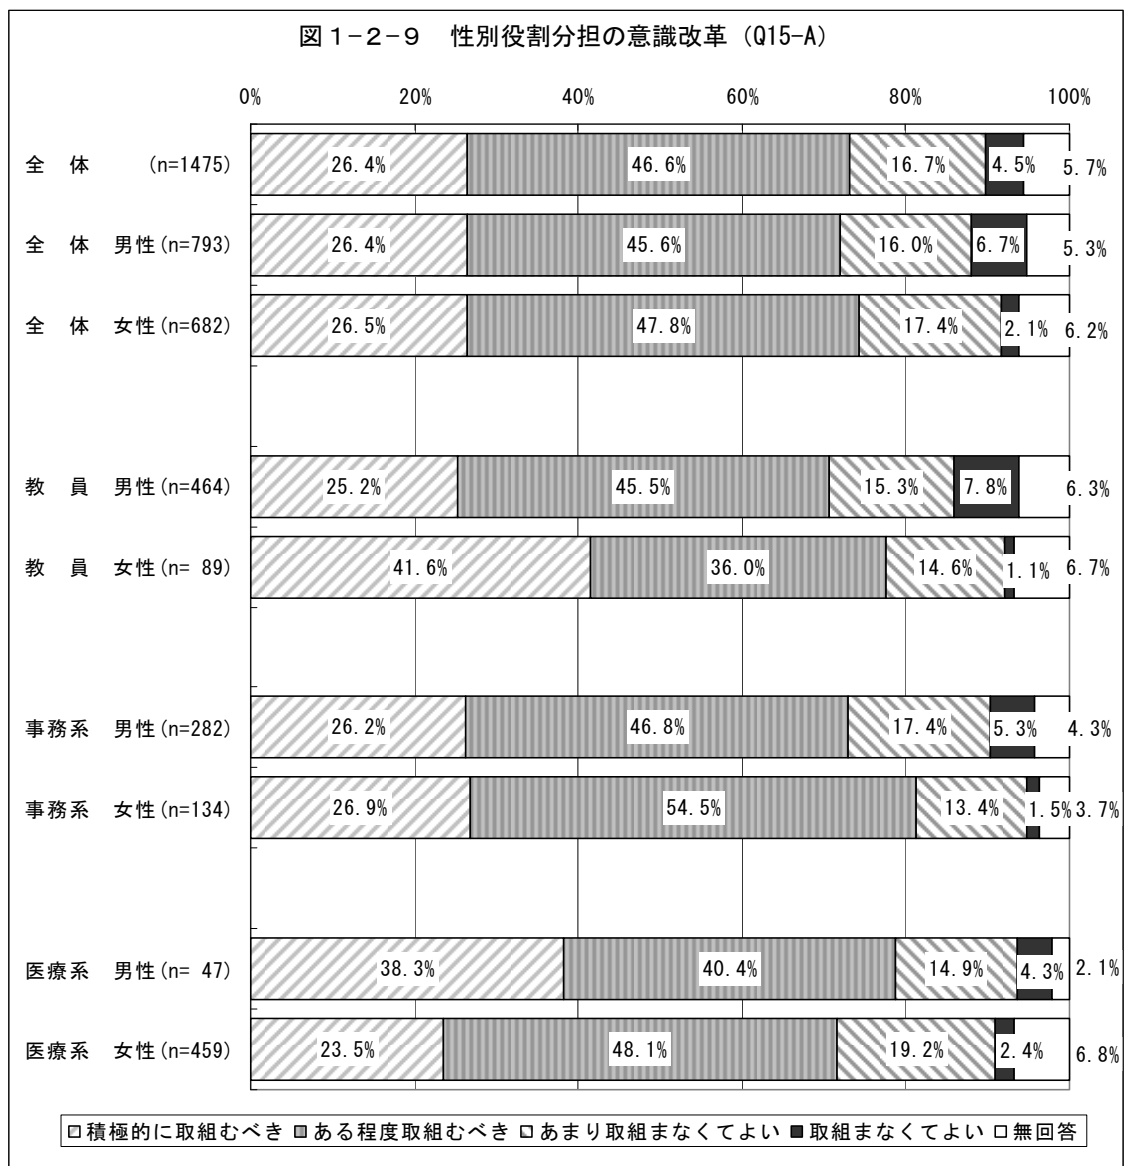 図1-2-9 性別役割分担の意識改革(Q15-A)
0% 20% 40% 60% 80% 100%
全 体 (n=1475) 26.4% 46.6% 16.7% 4.5% 5.7%
全 体 男性(n=793) 26.4% 45.6% 16.0% 6.7% 5.3%
全 体 女性(n=682) 26.5% 47.8% 17.4% 2.1% 6.2%
教 員 男性(n=464) 25.2% 45.5% 15.3% 7.8% 6.3%
教 員 女性(n= 89) 41.6% 36.0% 14.6% 1.1% 6.7%
事務系 男性(n=282) 26.2% 46.8% 17.4% 5.3% 4.3%
事務系 女性(n=134) 26.9% 54.5% 13.4% 1.5% 3.7%
医療系 男性(n= 47) 38.3% 40.4% 14.9% 4.3% 2.1%
医療系 女性(n=459) 23.5% 48.1% 19.2% 2.4% 6.8%
積極的に取組むべき ある程度取組むべき あまり取組まなくてよい 取組まなくてよい 無回答